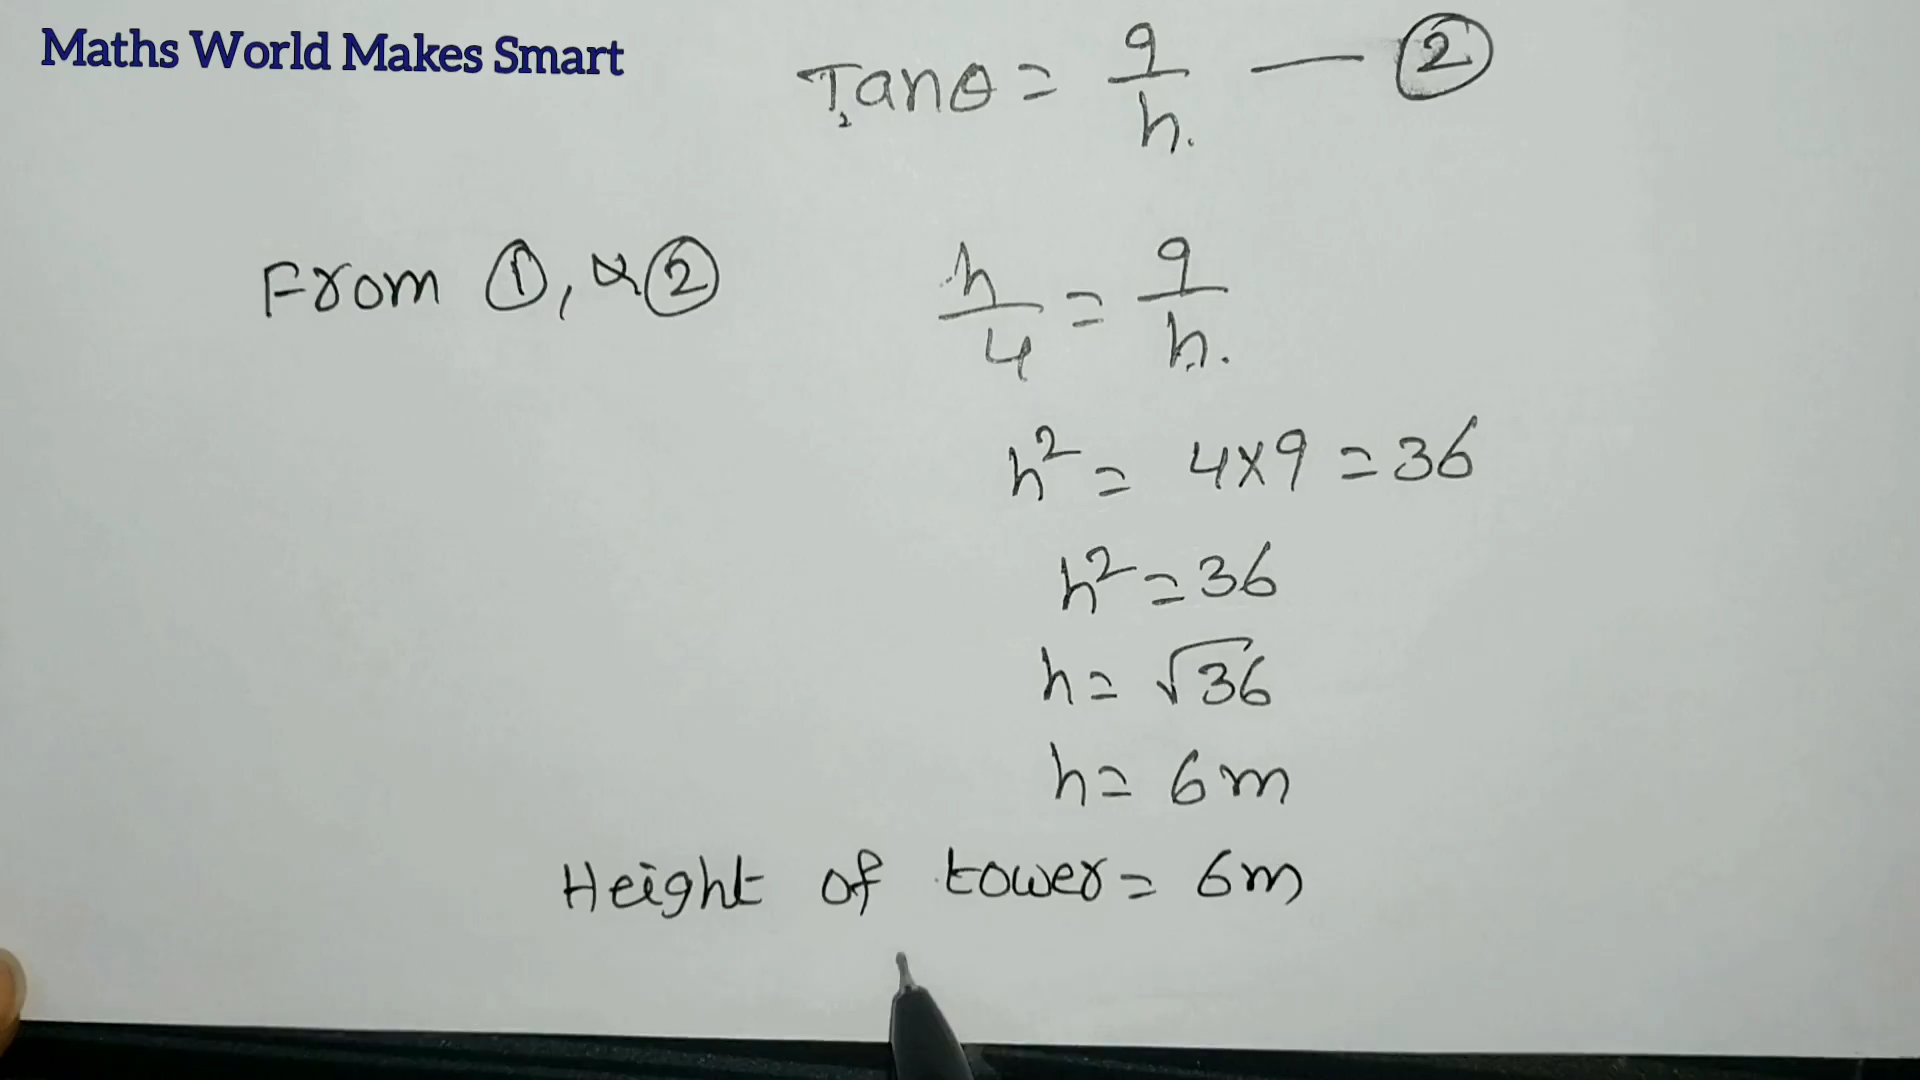 Maths World Makes Smart
Tanθ = 9/h. — ②
From ①, & ② h/4 = 9/h.
h² = 4×9 = 36
h² = 36
h = √36
h = 6m
Height of tower = 6m